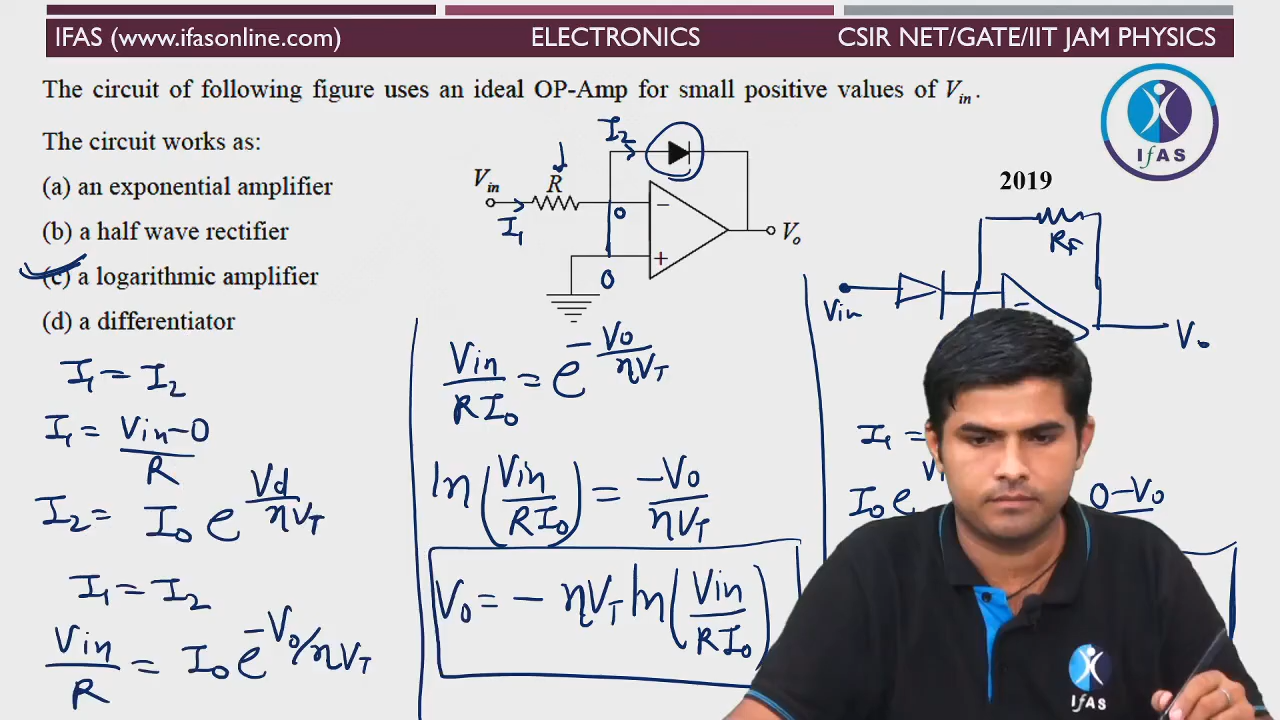 IFAS (www.ifasonline.com) ELECTRONICS CSIR NET/GATE/IIT JAM PHYSICS
The circuit of following figure uses an ideal OP-Amp for small positive values of Vin.
The circuit works as:
(a) an exponential amplifier
(b) a half wave rectifier
(c) a logarithmic amplifier
(d) a differentiator
I2
Vin R
I1
0
−
+
0
Vo
IFAS
2019
RF
Vin
−
Vo
I1 = I2
I1 = Vin−0 / R
I2 = I0 e^(Vd/ηVT)
I1 = I2
Vin/R = I0 e^(−V0/ηVT)
Vin/RI0 = e^(−V0/ηVT)
ln(Vin/RI0) = −V0/ηVT
V0 = − ηVT ln(Vin/RI0)
I1 =
I0 e
0−V0
IFAS